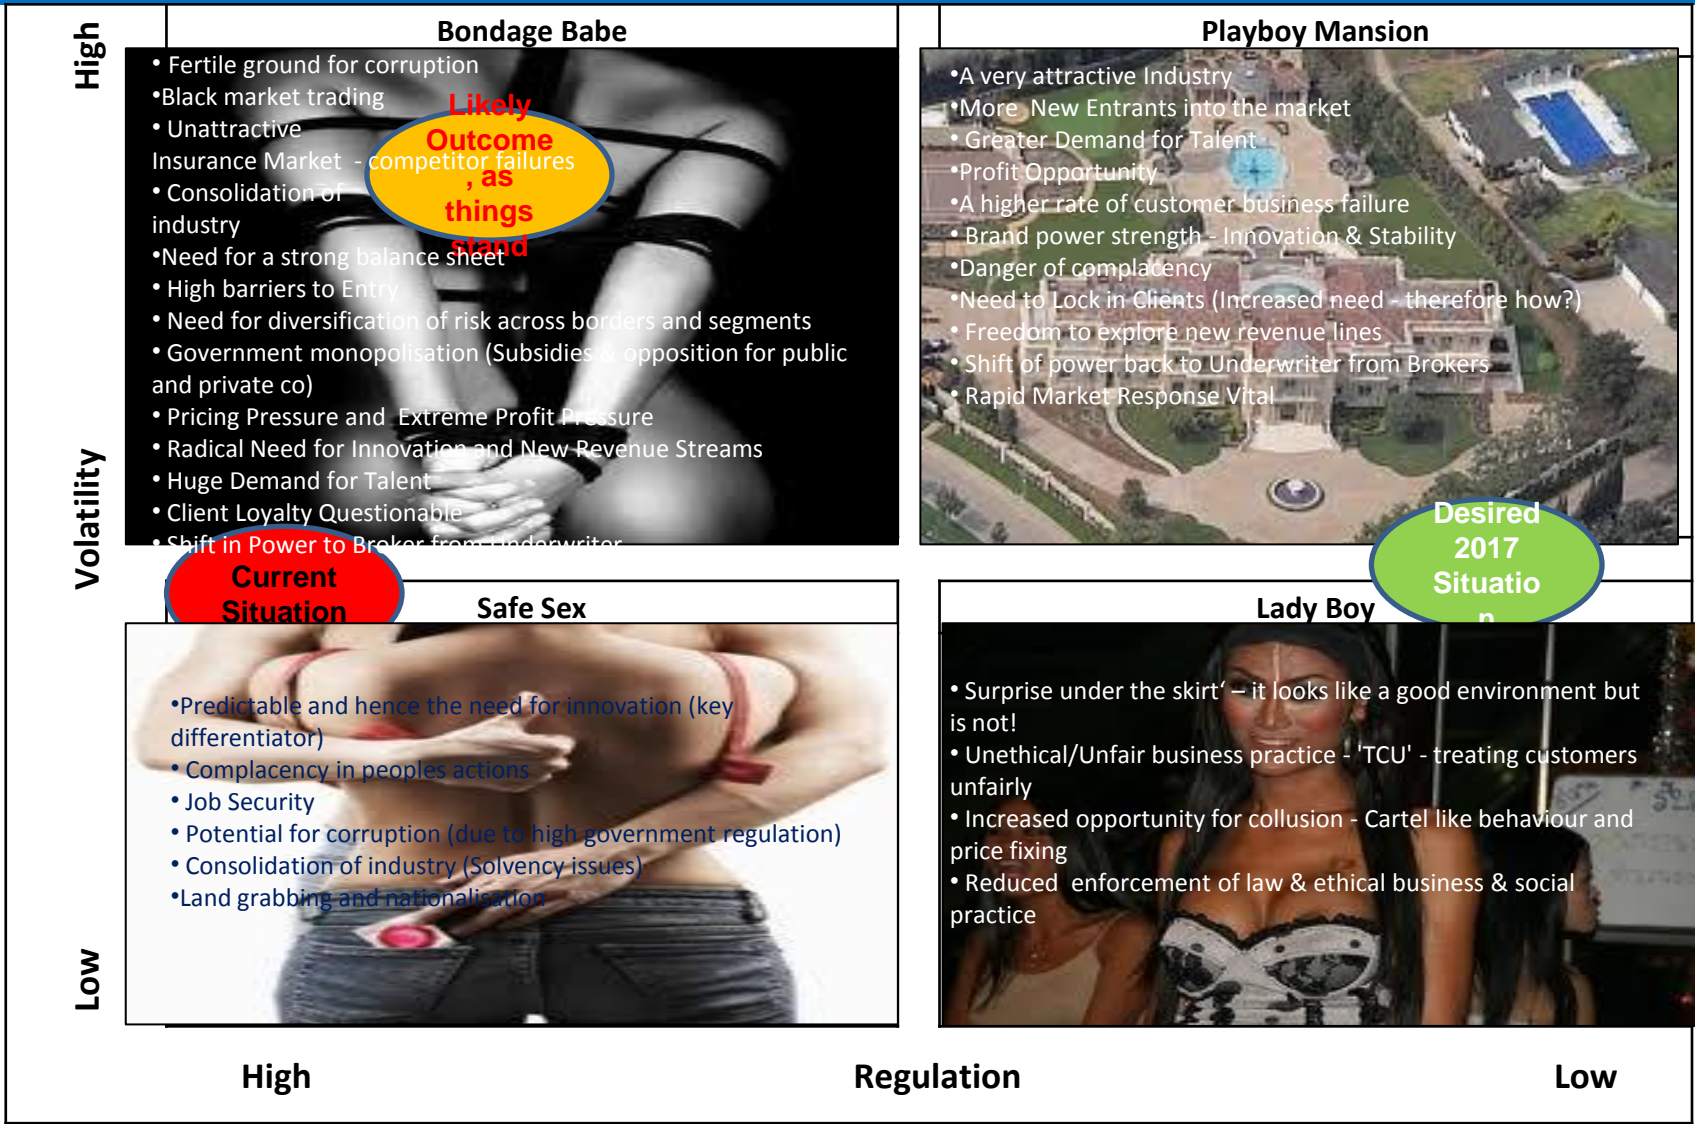 High
Volatility
Low
Bondage Babe
• Fertile ground for corruption
•Black market trading
• Unattractive
Insurance Market - competitor failures
• Consolidation of
industry
•Need for a strong balance sheet
• High barriers to Entry
• Need for diversification of risk across borders and segments
• Government monopolisation (Subsidies & opposition for public
and private co)
• Pricing Pressure and Extreme Profit Pressure
• Radical Need for Innovation and New Revenue Streams
• Huge Demand for Talent
• Client Loyalty Questionable
• Shift in Power to Broker from Underwriter
Likely
Outcome
, as
things
stand
Playboy Mansion
•A very attractive Industry
•More New Entrants into the market
• Greater Demand for Talent
•Profit Opportunity
•A higher rate of customer business failure
• Brand power strength - Innovation & Stability
•Danger of complacency
•Need to Lock in Clients (Increased need - therefore how?)
• Freedom to explore new revenue lines
• Shift of power back to Underwriter from Brokers
• Rapid Market Response Vital
Desired
2017
Situatio
n
Current
Situation
Safe Sex
•Predictable and hence the need for innovation (key
differentiator)
• Complacency in peoples actions
• Job Security
• Potential for corruption (due to high government regulation)
• Consolidation of industry (Solvency issues)
•Land grabbing and nationalisation
Lady Boy
• Surprise under the skirt‘ – it looks like a good environment but
is not!
• Unethical/Unfair business practice - 'TCU' - treating customers
unfairly
• Increased opportunity for collusion - Cartel like behaviour and
price fixing
• Reduced enforcement of law & ethical business & social
practice
High
Regulation
Low